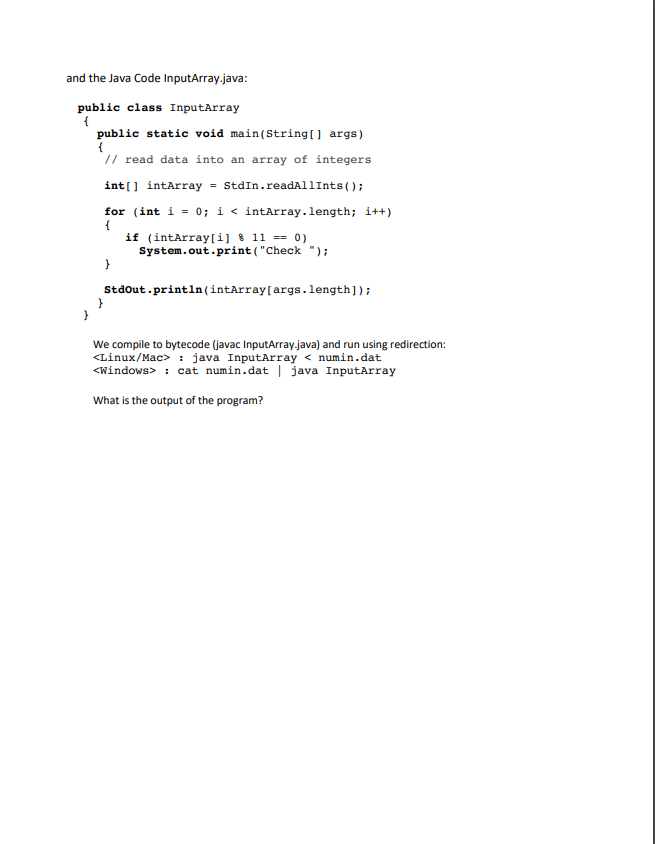 and the Java Code InputArray.java:
public class InputArray
{
public static void main(String[] args)
{
// read data into an array of integers
int[] intArray = StdIn.readAllInts();
for (int i = 0; i < intArray.length; i++)
{
if (intArray[i] % 11 == 0)
System.out.print("Check ");
}
StdOut.println(intArray[args.length]);
}
}
We compile to bytecode (javac InputArray.java) and run using redirection:
<Linux/Mac> : java InputArray < numin.dat
<Windows> : cat numin.dat | java InputArray
What is the output of the program?